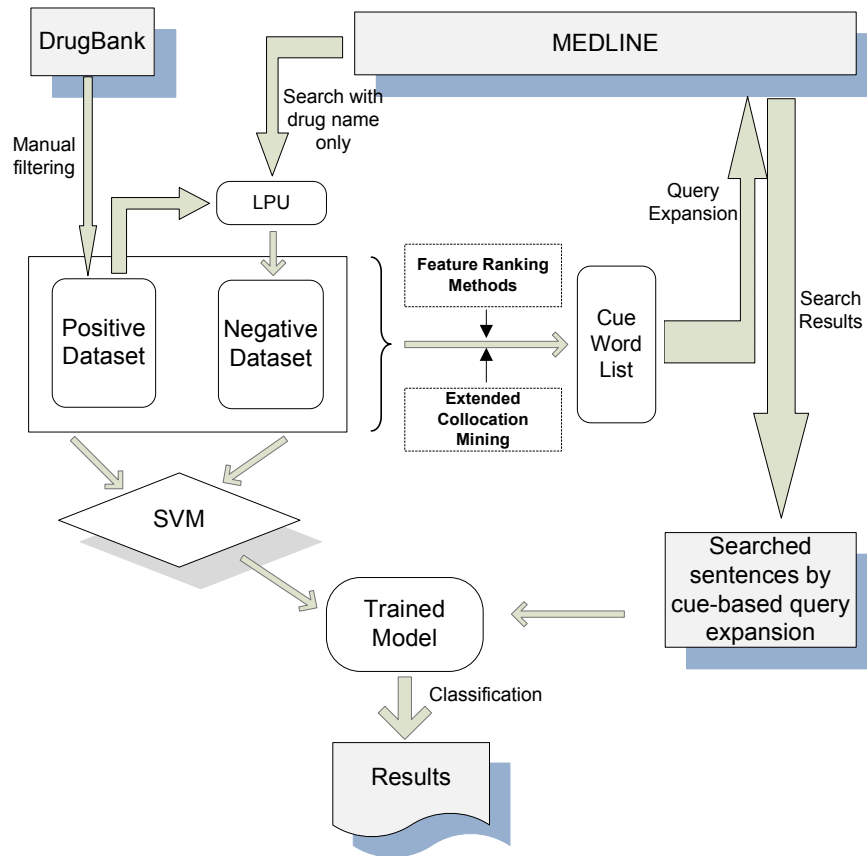 DrugBank
MEDLINE
Search with
drug name
only
Manual
filtering
LPU
Query
Expansion
Feature Ranking
Methods
Positive
Dataset
Negative
Dataset
Cue
Word
List
Search
Results
Extended
Collocation
Mining
SVM
Searched
sentences by
cue-based query
expansion
Trained
Model
Classification
Results